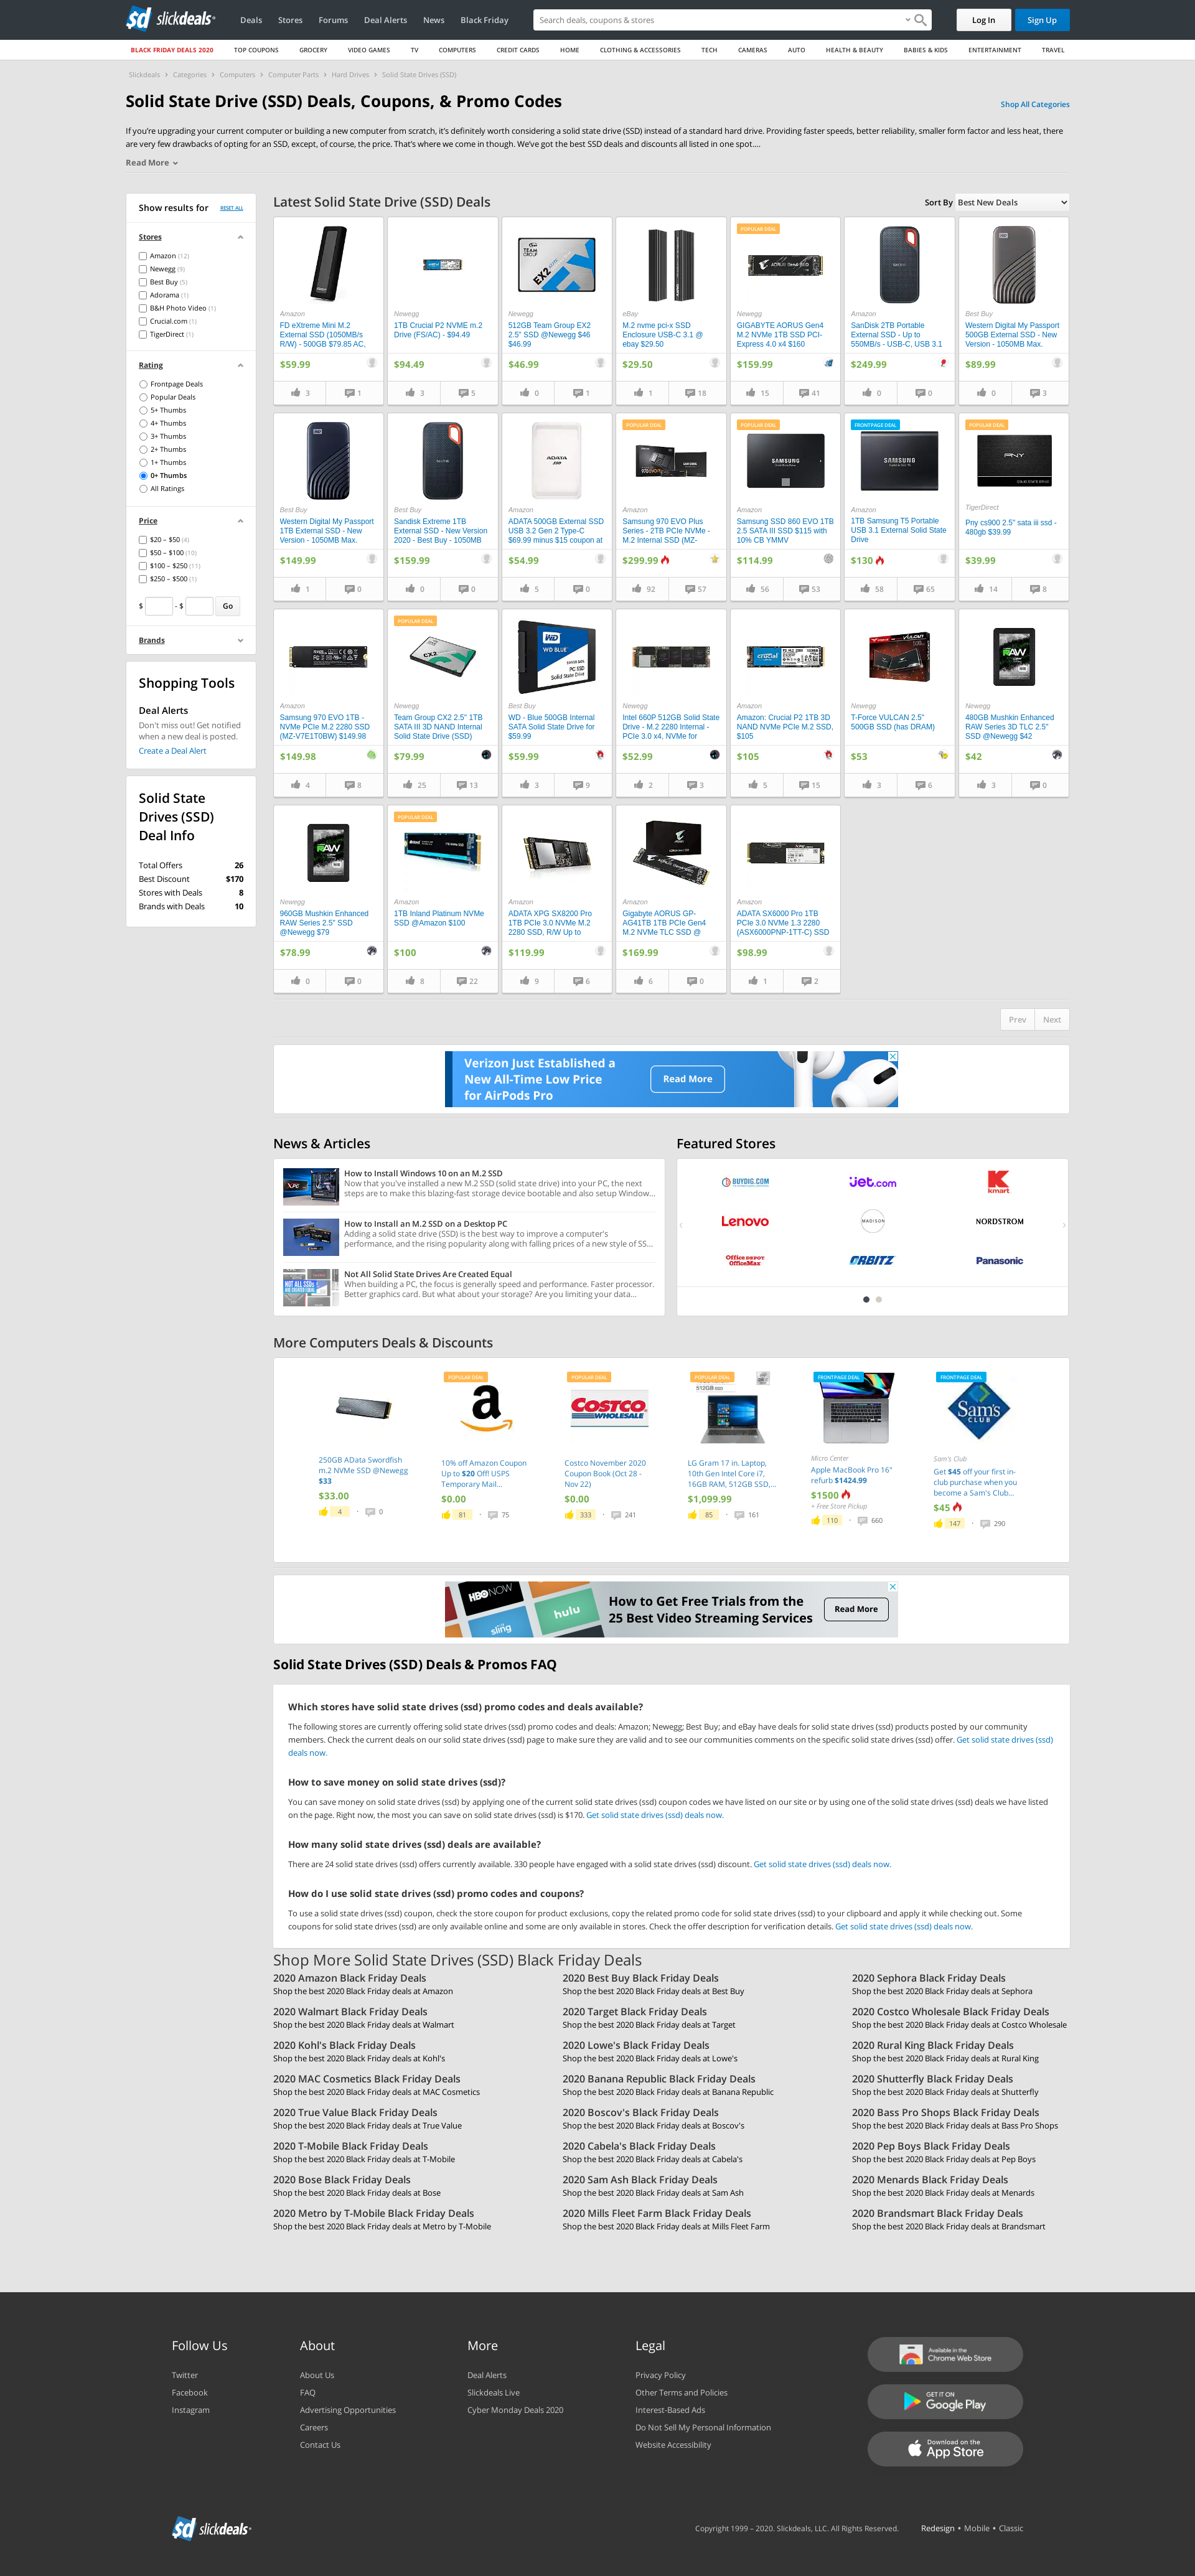 slickdeals
Deals Stores Forums Deal Alerts News Black Friday
Search deals, coupons & stores
Log In Sign Up
BLACK FRIDAY DEALS 2020 TOP COUPONS GROCERY VIDEO GAMES TV COMPUTERS CREDIT CARDS HOME CLOTHING & ACCESSORIES TECH CAMERAS AUTO HEALTH & BEAUTY BABIES & KIDS ENTERTAINMENT TRAVEL
Slickdeals > Categories > Computers > Computer Parts > Hard Drives > Solid State Drives (SSD)
Solid State Drive (SSD) Deals, Coupons, & Promo Codes
Shop All Categories
If you're upgrading your current computer or building a new computer from scratch, it's definitely worth considering a solid state drive (SSD) instead of a standard hard drive. Providing faster speeds, better reliability, smaller form factor and less heat, there
are very few drawbacks of opting for an SSD, except, of course, the price. That's where we come in though. We've got the best SSD deals and discounts all listed in one spot....
Read More
Show results for RESET ALL
Stores
Amazon (12)
Newegg (9)
Best Buy (5)
Adorama (1)
B&H Photo Video (1)
Crucial.com (1)
TigerDirect (1)
Rating
Frontpage Deals
Popular Deals
5+ Thumbs
4+ Thumbs
3+ Thumbs
2+ Thumbs
1+ Thumbs
0+ Thumbs
All Ratings
Price
$20 – $50 (4)
$50 – $100 (10)
$100 – $250 (11)
$250 – $500 (1)
$ - $ Go
Brands
Shopping Tools
Deal Alerts
Don't miss out! Get notified
when a new deal is posted.
Create a Deal Alert
Solid State
Drives (SSD)
Deal Info
Total Offers 26
Best Discount $170
Stores with Deals 8
Brands with Deals 10
Latest Solid State Drive (SSD) Deals
Sort By Best New Deals
Amazon
FD eXtreme Mini M.2
External SSD (1050MB/s
R/W) - 500GB $79.85 AC,
$59.99
3 1
Newegg
1TB Crucial P2 NVME m.2
Drive (FS/AC) - $94.49
$94.49
3 5
TEAM GROUP
EX2
Newegg
512GB Team Group EX2
2.5" SSD @Newegg $46
$46.99
$46.99
0 1
eBay
M.2 nvme pci-x SSD
Enclosure USB-C 3.1 @
ebay $29.50
$29.50
1 18
POPULAR DEAL
Newegg
GIGABYTE AORUS Gen4
M.2 NVMe 1TB SSD PCI-
Express 4.0 x4 $160
$159.99
15 41
Amazon
SanDisk 2TB Portable
External SSD - Up to
550MB/s - USB-C, USB 3.1
$249.99
0 0
Best Buy
Western Digital My Passport
500GB External SSD - New
Version - 1050MB Max.
$89.99
0 3
Best Buy
Western Digital My Passport
1TB External SSD - New
Version - 1050MB Max.
$149.99
1 0
Best Buy
Sandisk Extreme 1TB
External SSD - New Version
2020 - Best Buy - 1050MB
$159.99
0 0
ADATA
Amazon
ADATA 500GB External SSD
USB 3.2 Gen 2 Type-C
$69.99 minus $15 coupon at
$54.99
5 0
POPULAR DEAL
Amazon
Samsung 970 EVO Plus
Series - 2TB PCIe NVMe -
M.2 Internal SSD (MZ-
$299.99
92 57
POPULAR DEAL
SAMSUNG
Amazon
Samsung SSD 860 EVO 1TB
2.5 SATA III SSD $115 with
10% CB YMMV
$114.99
56 53
FRONTPAGE DEAL
SAMSUNG
Amazon
1TB Samsung T5 Portable
USB 3.1 External Solid State
Drive
$130
58 65
POPULAR DEAL
PNY
TigerDirect
Pny cs900 2.5" sata iii ssd -
480gb $39.99
$39.99
14 8
Amazon
Samsung 970 EVO 1TB -
NVMe PCIe M.2 2280 SSD
(MZ-V7E1T0BW) $149.98
$149.98
4 8
POPULAR DEAL
CX2
Newegg
Team Group CX2 2.5" 1TB
SATA III 3D NAND Internal
Solid State Drive (SSD)
$79.99
25 13
WD BLUE
Best Buy
WD - Blue 500GB Internal
SATA Solid State Drive for
$59.99
$59.99
3 9
Newegg
Intel 660P 512GB Solid State
Drive - M.2 2280 Internal -
PCIe 3.0 x4, NVMe for
$52.99
2 3
crucial
Amazon
Amazon: Crucial P2 1TB 3D
NAND NVMe PCIe M.2 SSD,
$105
$105
5 15
VULCAN
Newegg
T-Force VULCAN 2.5"
500GB SSD (has DRAM)
$53
3 6
RAW
Newegg
480GB Mushkin Enhanced
RAW Series 3D TLC 2.5"
SSD @Newegg $42
$42
3 0
RAW
Newegg
960GB Mushkin Enhanced
RAW Series 2.5" SSD
@Newegg $79
$78.99
0 0
POPULAR DEAL
Amazon
1TB Inland Platinum NVMe
SSD @Amazon $100
$100
8 22
Amazon
ADATA XPG SX8200 Pro
1TB PCIe 3.0 NVMe M.2
2280 SSD, R/W Up to
$119.99
9 6
Amazon
Gigabyte AORUS GP-
AG41TB 1TB PCIe Gen4
M.2 NVMe TLC SSD @
$169.99
6 0
Amazon
ADATA SX6000 Pro 1TB
PCIe 3.0 NVMe 1.3 2280
(ASX6000PNP-1TT-C) SSD
$98.99
1 2
Prev Next
Verizon Just Established a
New All-Time Low Price
for AirPods Pro
Read More
News & Articles
How to Install Windows 10 on an M.2 SSD
Now that you've installed a new M.2 SSD (solid state drive) into your PC, the next
steps are to make this blazing-fast storage device bootable and also setup Window...
How to Install an M.2 SSD on a Desktop PC
Adding a solid state drive (SSD) is the best way to improve a computer's
performance, and the rising popularity along with falling prices of a new style of SS...
Not All Solid State Drives Are Created Equal
When building a PC, the focus is generally speed and performance. Faster processor.
Better graphics card. But what about your storage? Are you limiting your data...
Featured Stores
BUYDIG.COM Jet.com Kmart
Lenovo MADISON NORDSTROM
Office DEPOT OfficeMax ORBITZ Panasonic
More Computers Deals & Discounts
250GB AData Swordfish
m.2 NVMe SSD @Newegg
$33
$33.00
4 · 0
POPULAR DEAL
10% off Amazon Coupon
Up to $20 Off! USPS
Temporary Mail...
$0.00
81 · 75
POPULAR DEAL
COSTCO WHOLESALE
Costco November 2020
Coupon Book (Oct 28 -
Nov 22)
$0.00
333 · 241
POPULAR DEAL
LG Gram 17 in. Laptop,
10th Gen Intel Core i7,
16GB RAM, 512GB SSD,...
$1,099.99
85 · 161
FRONTPAGE DEAL
Micro Center
Apple MacBook Pro 16"
refurb $1424.99
$1500
+ Free Store Pickup
110 · 660
FRONTPAGE DEAL
Sam's CLUB
Sam's Club
Get $45 off your first in-
club purchase when you
become a Sam's Club...
$45
147 · 290
HBO NOW
hulu
sling
How to Get Free Trials from the
25 Best Video Streaming Services
Read More
Solid State Drives (SSD) Deals & Promos FAQ
Which stores have solid state drives (ssd) promo codes and deals available?
The following stores are currently offering solid state drives (ssd) promo codes and deals: Amazon; Newegg; Best Buy; and eBay have deals for solid state drives (ssd) products posted by our community
members. Check the current deals on our solid state drives (ssd) page to make sure they are valid and to see our communities comments on the specific solid state drives (ssd) offer. Get solid state drives (ssd)
deals now.
How to save money on solid state drives (ssd)?
You can save money on solid state drives (ssd) by applying one of the current solid state drives (ssd) coupon codes we have listed on our site or by using one of the solid state drives (ssd) deals we have listed
on the page. Right now, the most you can save on solid state drives (ssd) is $170. Get solid state drives (ssd) deals now.
How many solid state drives (ssd) deals are available?
There are 24 solid state drives (ssd) offers currently available. 330 people have engaged with a solid state drives (ssd) discount. Get solid state drives (ssd) deals now.
How do I use solid state drives (ssd) promo codes and coupons?
To use a solid state drives (ssd) coupon, check the store coupon for product exclusions, copy the related promo code for solid state drives (ssd) to your clipboard and apply it while checking out. Some
coupons for solid state drives (ssd) are only available online and some are only available in stores. Check the offer description for verification details. Get solid state drives (ssd) deals now.
Shop More Solid State Drives (SSD) Black Friday Deals
2020 Amazon Black Friday Deals 2020 Best Buy Black Friday Deals 2020 Sephora Black Friday Deals
Shop the best 2020 Black Friday deals at Amazon Shop the best 2020 Black Friday deals at Best Buy Shop the best 2020 Black Friday deals at Sephora
2020 Walmart Black Friday Deals 2020 Target Black Friday Deals 2020 Costco Wholesale Black Friday Deals
Shop the best 2020 Black Friday deals at Walmart Shop the best 2020 Black Friday deals at Target Shop the best 2020 Black Friday deals at Costco Wholesale
2020 Kohl's Black Friday Deals 2020 Lowe's Black Friday Deals 2020 Rural King Black Friday Deals
Shop the best 2020 Black Friday deals at Kohl's Shop the best 2020 Black Friday deals at Lowe's Shop the best 2020 Black Friday deals at Rural King
2020 MAC Cosmetics Black Friday Deals 2020 Banana Republic Black Friday Deals 2020 Shutterfly Black Friday Deals
Shop the best 2020 Black Friday deals at MAC Cosmetics Shop the best 2020 Black Friday deals at Banana Republic Shop the best 2020 Black Friday deals at Shutterfly
2020 True Value Black Friday Deals 2020 Boscov's Black Friday Deals 2020 Bass Pro Shops Black Friday Deals
Shop the best 2020 Black Friday deals at True Value Shop the best 2020 Black Friday deals at Boscov's Shop the best 2020 Black Friday deals at Bass Pro Shops
2020 T-Mobile Black Friday Deals 2020 Cabela's Black Friday Deals 2020 Pep Boys Black Friday Deals
Shop the best 2020 Black Friday deals at T-Mobile Shop the best 2020 Black Friday deals at Cabela's Shop the best 2020 Black Friday deals at Pep Boys
2020 Bose Black Friday Deals 2020 Sam Ash Black Friday Deals 2020 Menards Black Friday Deals
Shop the best 2020 Black Friday deals at Bose Shop the best 2020 Black Friday deals at Sam Ash Shop the best 2020 Black Friday deals at Menards
2020 Metro by T-Mobile Black Friday Deals 2020 Mills Fleet Farm Black Friday Deals 2020 Brandsmart Black Friday Deals
Shop the best 2020 Black Friday deals at Metro by T-Mobile Shop the best 2020 Black Friday deals at Mills Fleet Farm Shop the best 2020 Black Friday deals at Brandsmart
Follow Us
Twitter
Facebook
Instagram
About
About Us
FAQ
Advertising Opportunities
Careers
Contact Us
More
Deal Alerts
Slickdeals Live
Cyber Monday Deals 2020
Legal
Privacy Policy
Other Terms and Policies
Interest-Based Ads
Do Not Sell My Personal Information
Website Accessibility
Available in the
Chrome Web Store
GET IT ON
Google Play
Download on the
App Store
slickdeals
Copyright 1999 – 2020. Slickdeals, LLC. All Rights Reserved. Redesign • Mobile • Classic